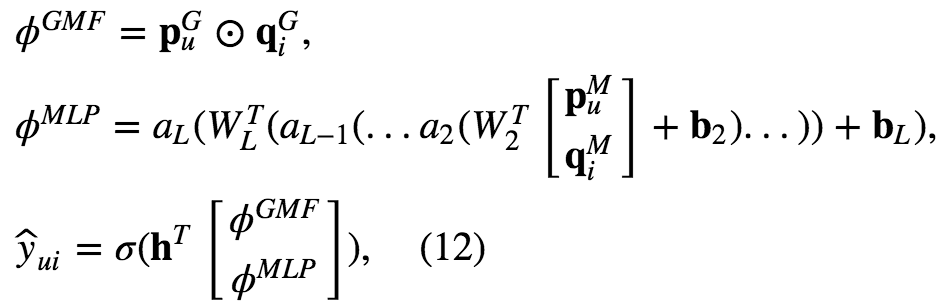 ϕ^{GMF} = 𝐩_u^G ⊙ 𝐪_i^G,
ϕ^{MLP} = a_L(W_L^T(a_{L−1}(… a_2(W_2^T [𝐩_u^M; 𝐪_i^M] + 𝐛_2)…)) + 𝐛_L),
ŷ_{ui} = σ(𝐡^T [ϕ^{GMF}; ϕ^{MLP}]), (12)